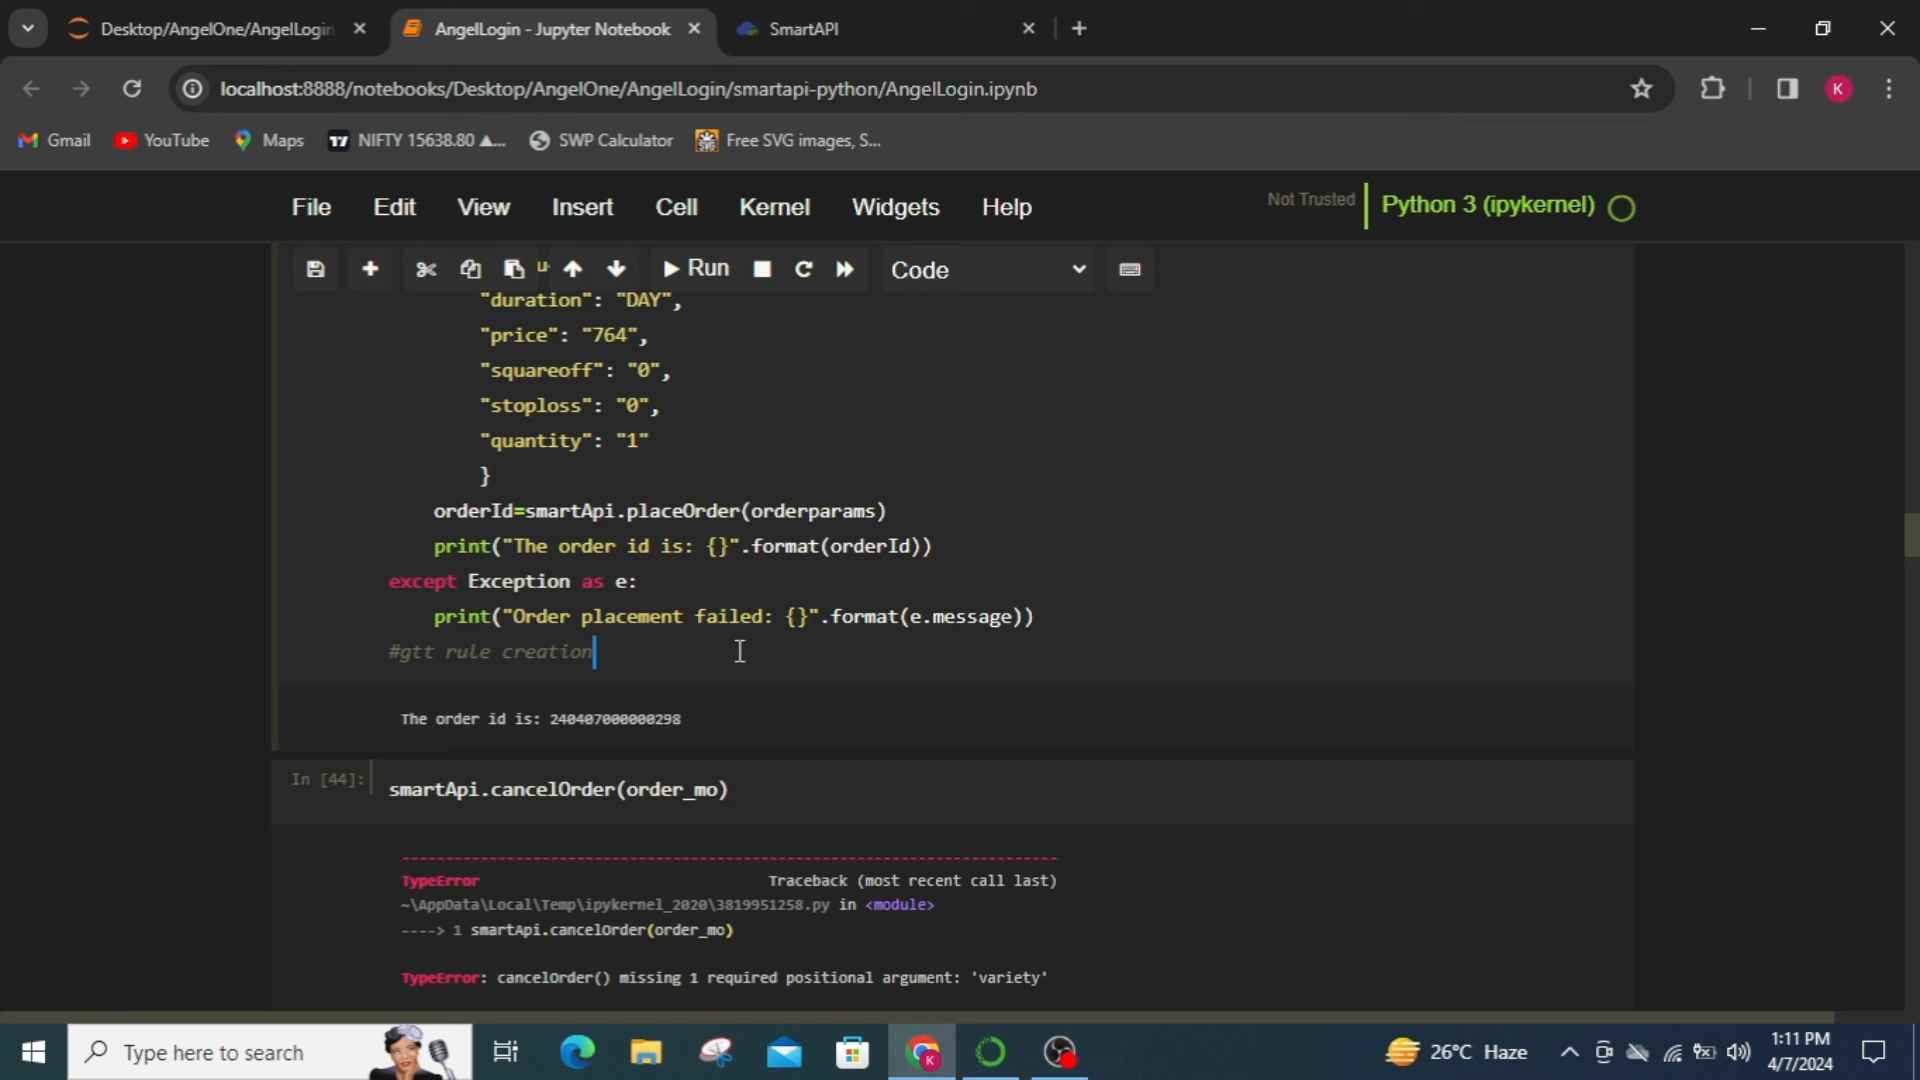 Desktop/AngelOne/AngelLogin
AngelLogin - Jupyter Notebook
SmartAPI
localhost:8888/notebooks/Desktop/AngelOne/AngelLogin/smartapi-python/AngelLogin.ipynb
K
Gmail
YouTube
Maps
NIFTY 15638.80 ▲...
SWP Calculator
Free SVG images, S...
File Edit View Insert Cell Kernel Widgets Help
Not Trusted
Python 3 (ipykernel)
Run
Code
"duration": "DAY",
"price": "764",
"squareoff": "0",
"stoploss": "0",
"quantity": "1"
}
orderId=smartApi.placeOrder(orderparams)
print("The order id is: {}".format(orderId))
except Exception as e:
print("Order placement failed: {}".format(e.message))
#gtt rule creation
The order id is: 240407000000298
In [44]:
smartApi.cancelOrder(order_mo)
---------------------------------------------------------------------------
TypeError Traceback (most recent call last)
~\AppData\Local\Temp\ipykernel_2020\3819951258.py in <module>
----> 1 smartApi.cancelOrder(order_mo)
TypeError: cancelOrder() missing 1 required positional argument: 'variety'
Type here to search
26°C Haze
1:11 PM
4/7/2024